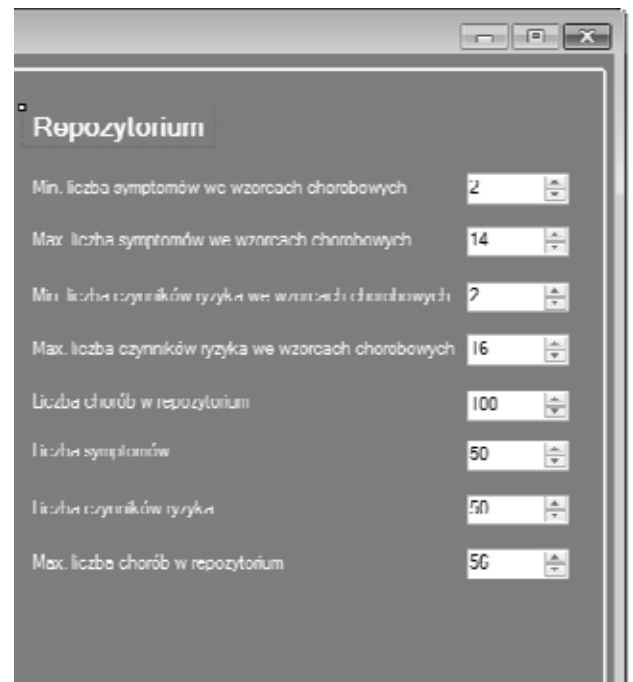 Repozytorium
Min. liczba symptomów we wzorcach chorobowych 2
Max. liczba symptomów we wzorcach chorobowych 14
Min. liczba czynników ryzyka we wzorcach chorobowych 2
Max. liczba czynników ryzyka we wzorcach chorobowych 16
Liczba chorób w repozytorium 100
Liczba symptomów 50
Liczba czynników ryzyka 50
Max. liczba chorób w repozytorium